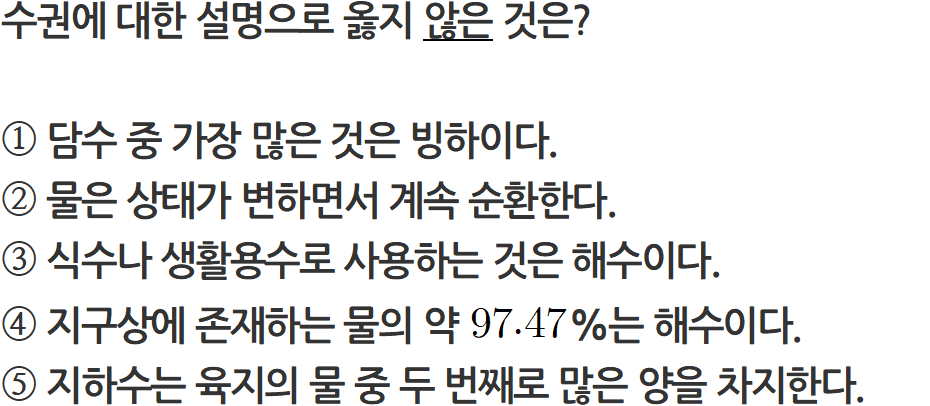 수권에 대한 설명으로 옳지 않은 것은?
① 담수 중 가장 많은 것은 빙하이다.
② 물은 상태가 변하면서 계속 순환한다.
③ 식수나 생활용수로 사용하는 것은 해수이다.
④ 지구상에 존재하는 물의 약 97.47%는 해수이다.
⑤ 지하수는 육지의 물 중 두 번째로 많은 양을 차지한다.